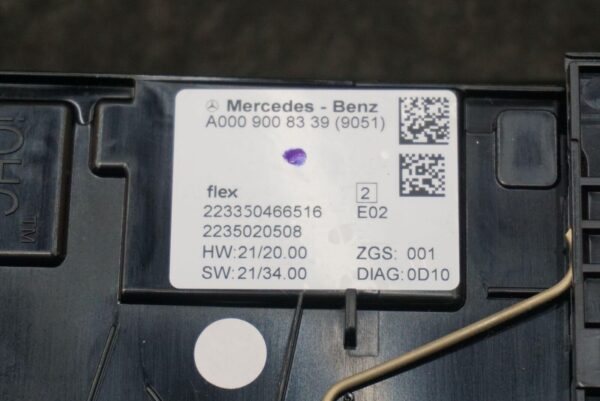 Mercedes - Benz
A000 900 83 39 (9051)
flex
2
223350466516
E02
2235020508
HW:21/20.00
ZGS: 001
SW:21/34.00
DIAG:0D10
TM